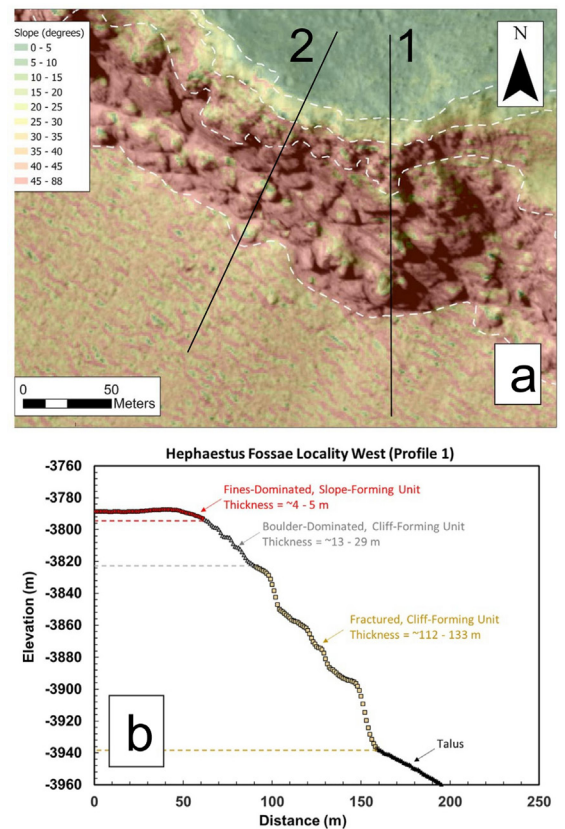 Slope (degrees)
0 - 5
5 - 10
10 - 15
15 - 20
20 - 25
25 - 30
30 - 35
35 - 40
40 - 45
45 - 88
2
1
N
0
50
Meters
a
Hephaestus Fossae Locality West (Profile 1)
-3760
-3780
-3800
-3820
-3840
-3860
-3880
-3900
-3920
-3940
-3960
Elevation (m)
Fines-Dominated, Slope-Forming Unit
Thickness = ~4 - 5 m
Boulder-Dominated, Cliff-Forming Unit
Thickness = ~13 - 29 m
Fractured, Cliff-Forming Unit
Thickness = ~112 - 133 m
Talus
b
0
50
100
150
200
250
Distance (m)